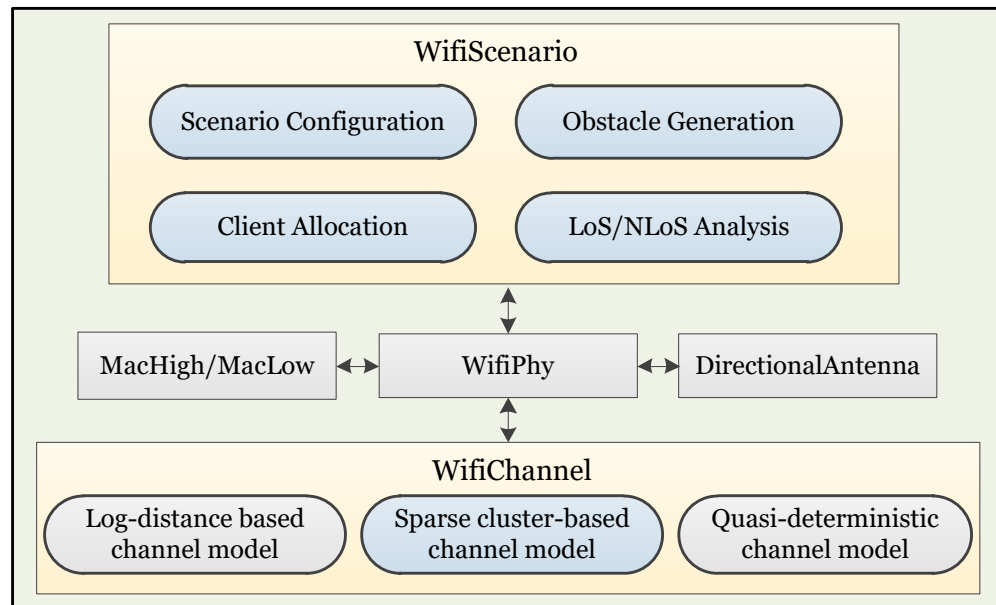 WifiScenario
Scenario Configuration
Obstacle Generation
Client Allocation
LoS/NLoS Analysis
MacHigh/MacLow
WifiPhy
DirectionalAntenna
WifiChannel
Log-distance based
channel model
Sparse cluster-based
channel model
Quasi-deterministic
channel model